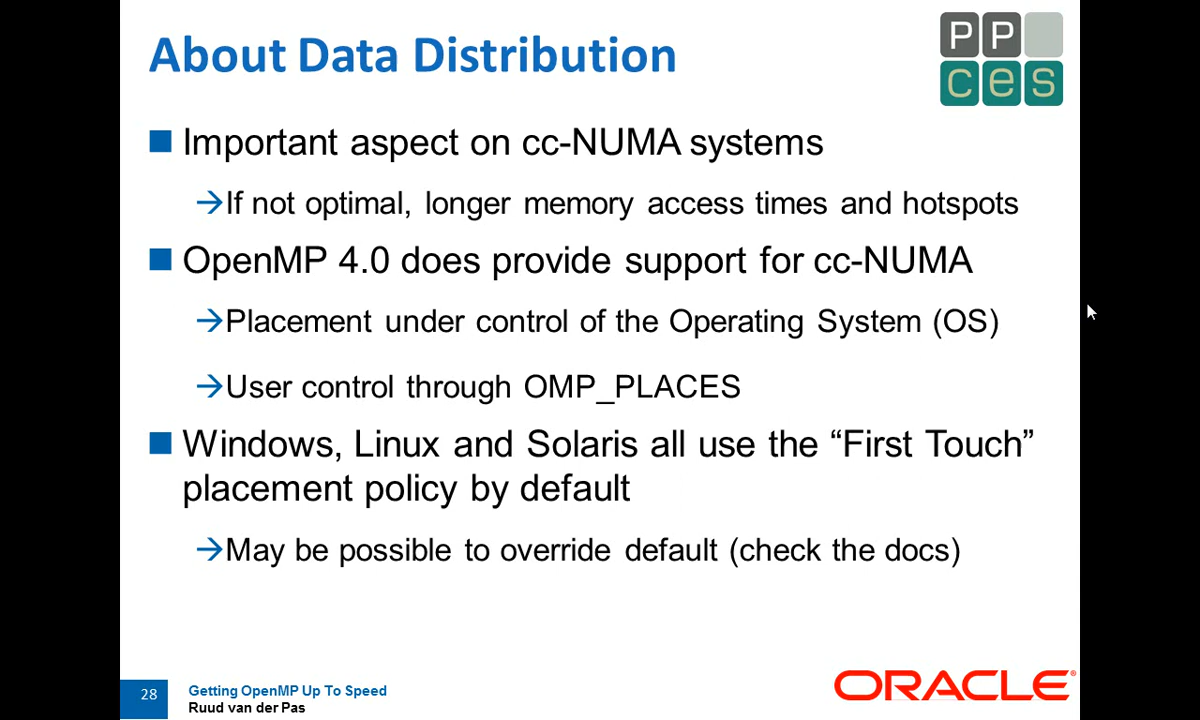 About Data Distribution
PP
ces
Important aspect on cc-NUMA systems
→If not optimal, longer memory access times and hotspots
OpenMP 4.0 does provide support for cc-NUMA
→Placement under control of the Operating System (OS)
→User control through OMP_PLACES
Windows, Linux and Solaris all use the “First Touch”
placement policy by default
→May be possible to override default (check the docs)
28
Getting OpenMP Up To Speed
Ruud van der Pas
ORACLE®